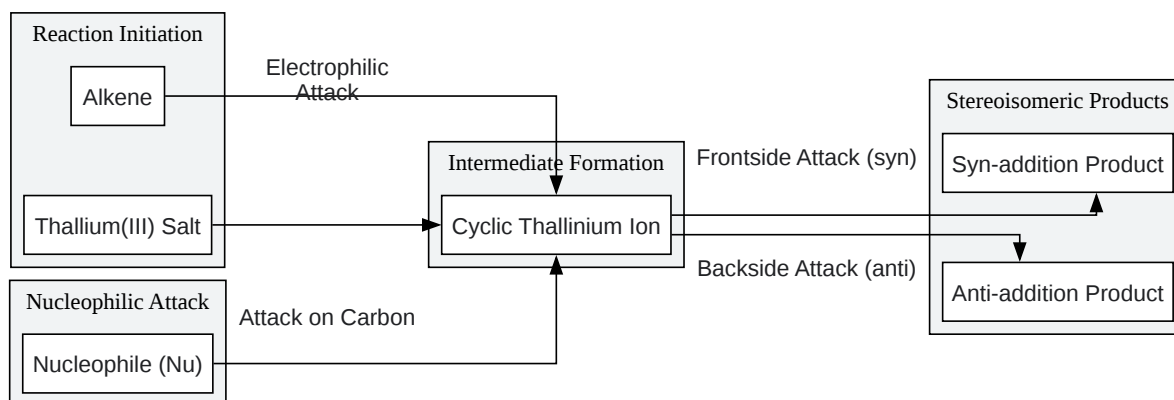 Reaction Initiation
Alkene
Thallium(III) Salt
Electrophilic
Attack
Nucleophilic Attack
Nucleophile (Nu)
Attack on Carbon
Intermediate Formation
Cyclic Thallinium Ion
Frontside Attack (syn)
Backside Attack (anti)
Stereoisomeric Products
Syn-addition Product
Anti-addition Product